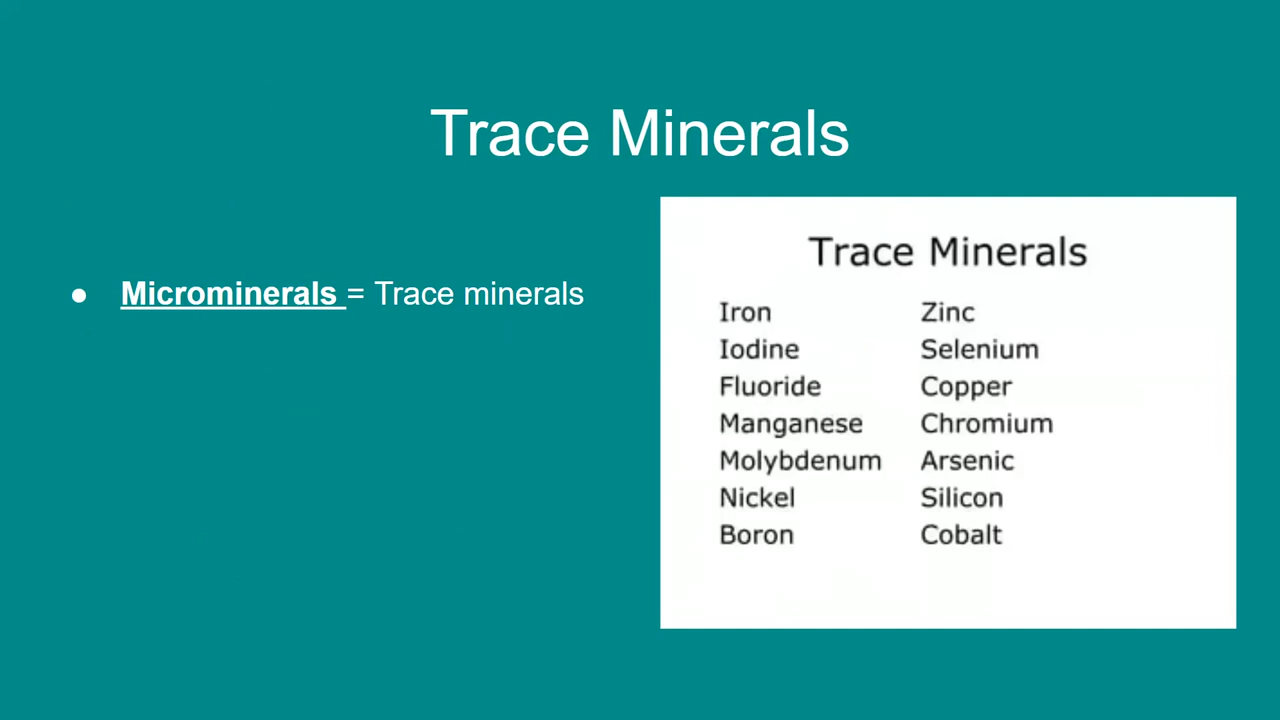 Trace Minerals
● Microminerals = Trace minerals
Trace Minerals
Iron Zinc
Iodine Selenium
Fluoride Copper
Manganese Chromium
Molybdenum Arsenic
Nickel Silicon
Boron Cobalt